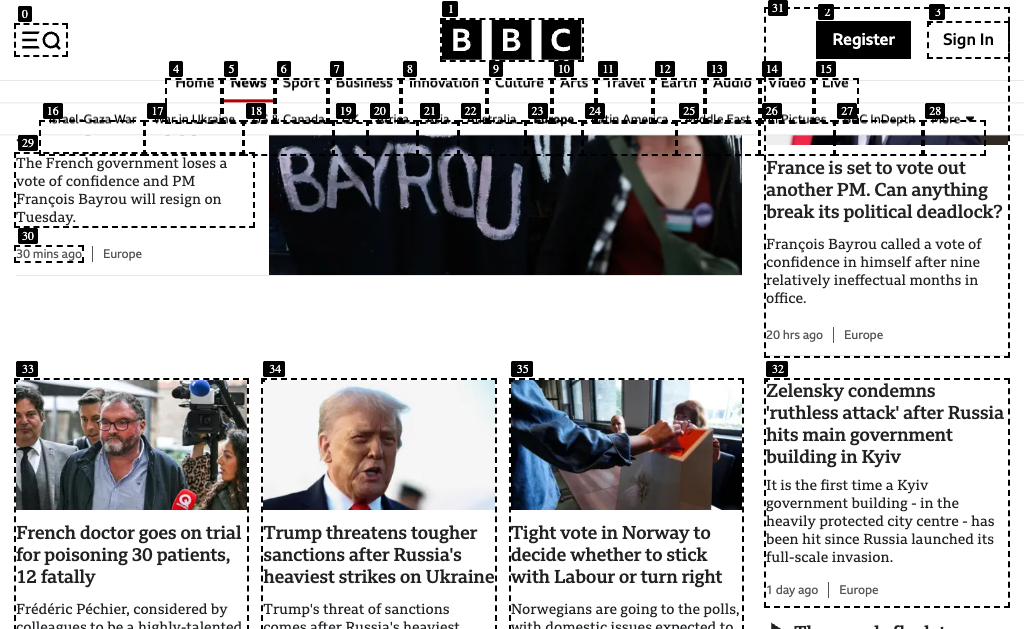 0
1
BBC
31
2
Register
3
Sign In
4
Home
5
News
6
Sport
7
Business
8
Innovation
9
Culture
10
Arts
11
Travel
12
Earth
13
Audio
14
Video
15
Live
16
Israel-Gaza War
17
War in Ukraine
18
US & Canada
19
20
Africa
21
Asia
22
Australia
23
Europe
24
Latin America
25
Middle East
26
In Pictures
27
BBC InDepth
28
More
29
The French government loses a
vote of confidence and PM
François Bayrou will resign on
Tuesday.
30
30 mins ago
Europe
BAYROU
France is set to vote out
another PM. Can anything
break its political deadlock?
François Bayrou called a vote of
confidence in himself after nine
relatively ineffectual months in
office.
20 hrs ago
Europe
33
French doctor goes on trial
for poisoning 30 patients,
12 fatally
Frédéric Péchier, considered by
colleagues to be a highly-talented
34
Trump threatens tougher
sanctions after Russia's
heaviest strikes on Ukraine
Trump's threat of sanctions
comes after Russia's heaviest
35
Tight vote in Norway to
decide whether to stick
with Labour or turn right
Norwegians are going to the polls,
with domestic issues expected to
32
Zelensky condemns
'ruthless attack' after Russia
hits main government
building in Kyiv
It is the first time a Kyiv
government building - in the
heavily protected city centre - has
been hit since Russia launched its
full-scale invasion.
1 day ago
Europe